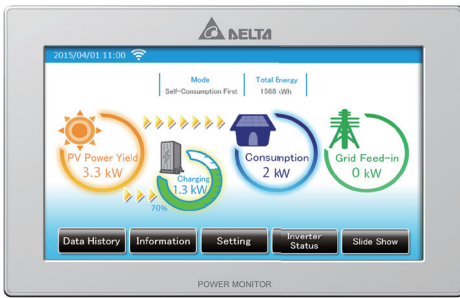 DELTA
2015/04/01 11:00
Mode
Self-Consumption First
Total Energy
1568 kWh
PV Power Yield
3.3 kW
Charging
1.3 kW
70%
Consumption
2 kW
Grid Feed-in
0 kW
Data History
Information
Setting
Inverter
Status
Slide Show
POWER MONITOR